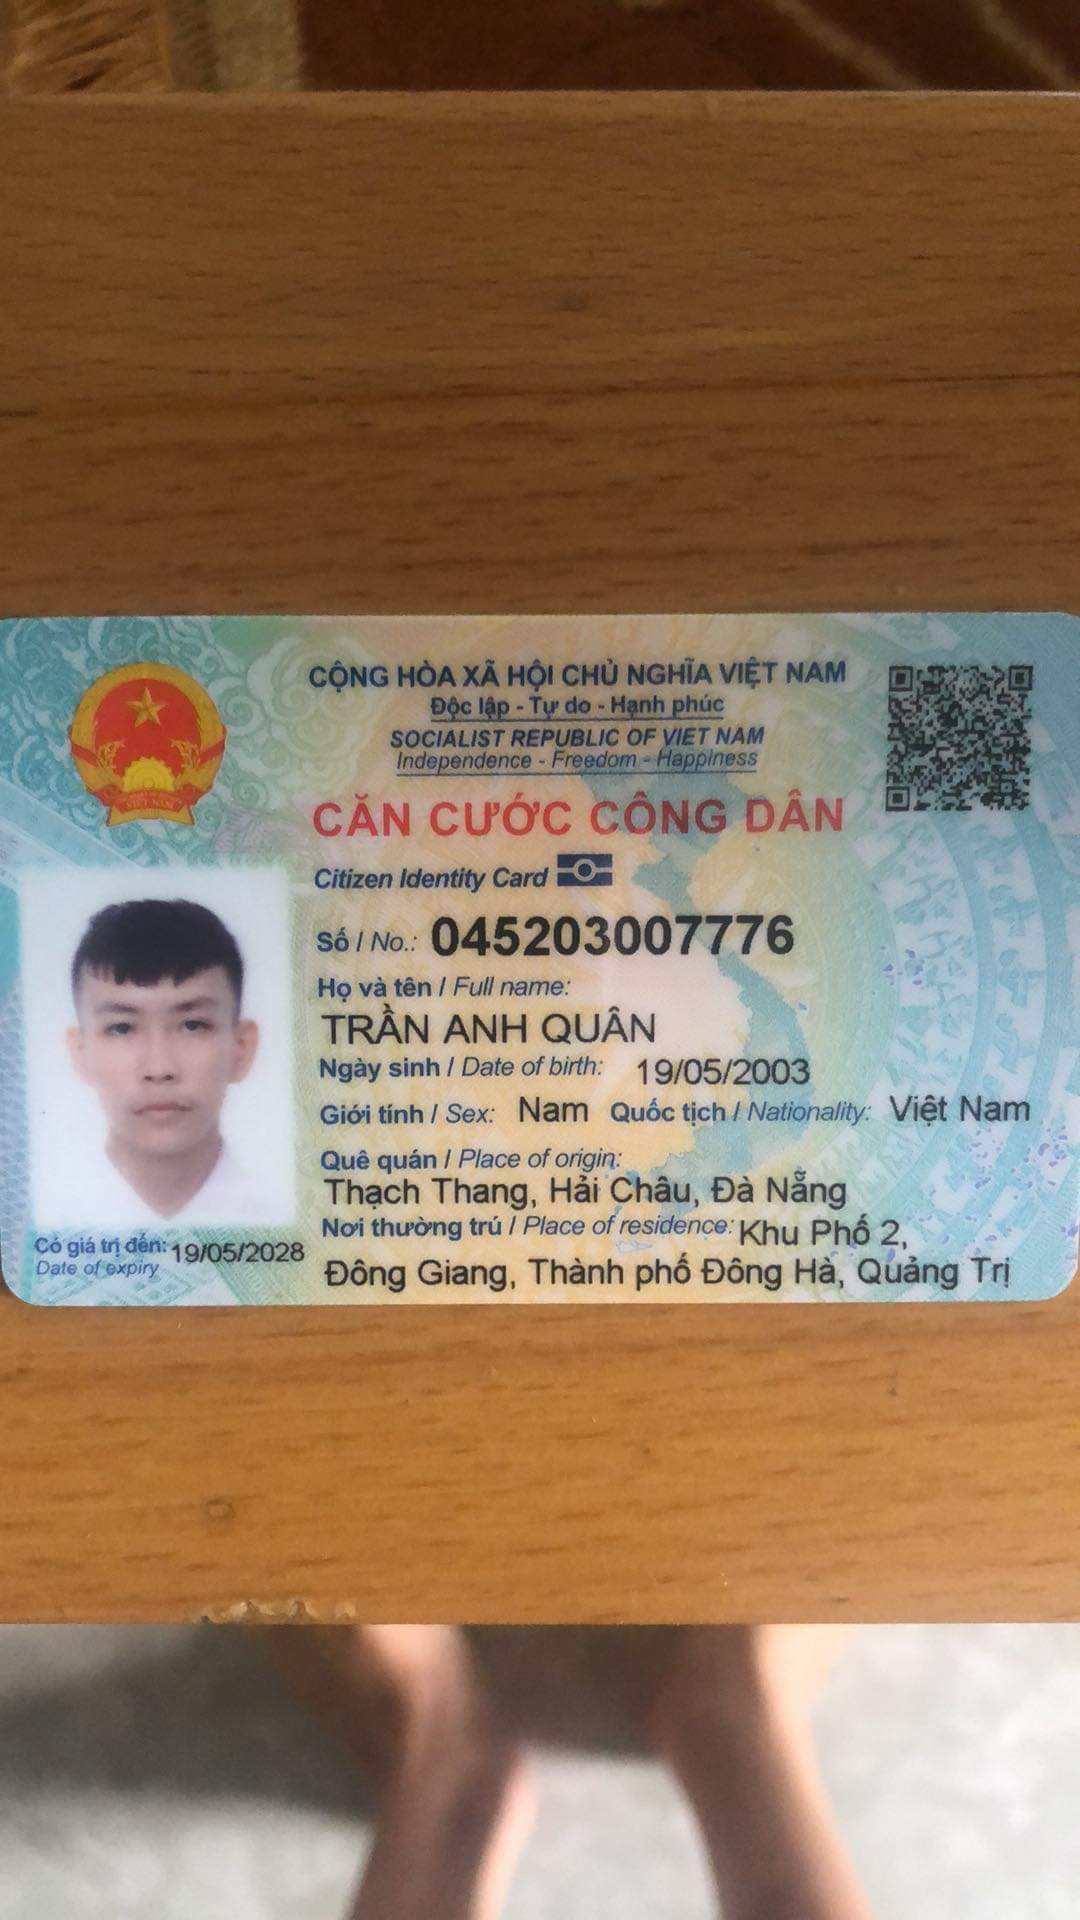 CỘNG HÒA XÃ HỘI CHỦ NGHĨA VIỆT NAM
Độc lập - Tự do - Hạnh phúc
SOCIALIST REPUBLIC OF VIET NAM
Independence - Freedom - Happiness
CĂN CƯỚC CÔNG DÂN
Citizen Identity Card
Số / No.: 045203007776
Họ và tên / Full name:
TRẦN ANH QUÂN
Ngày sinh / Date of birth: 19/05/2003
Giới tính / Sex: Nam Quốc tịch / Nationality: Việt Nam
Quê quán / Place of origin:
Thạch Thang, Hải Châu, Đà Nẵng
Nơi thường trú / Place of residence: Khu Phố 2,
Đông Giang, Thành phố Đông Hà, Quảng Trị
Có giá trị đến: 19/05/2028
Date of expiry
VIỆT NAM